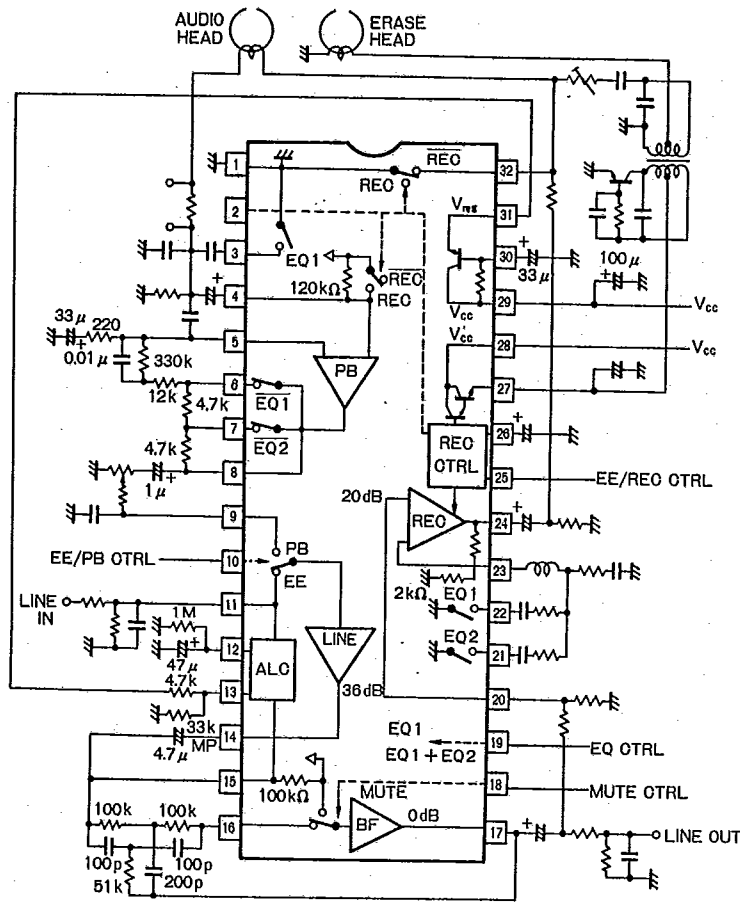 AUDIO HEAD
ERASE HEAD
1
REC
REC
32
2
Vreg
31
3
EQ1
REC
REC
120kΩ
30
+
33μ
100μ
+
4
+
29
Vcc
Vcc
33μ
+
220
0.01μ
330k
5
V'cc
28
Vcc
PB
12k
6
EQ1
27
4.7k
7
EQ2
REC CTRL
26
+
4.7k
1μ
+
8
25
EE/REC CTRL
20dB
9
REC
24
+
EE/PB CTRL
10
PB
EE
23
2kΩ
LINE IN
11
EQ1
22
1M
47μ
+
12
ALC
LINE
EQ2
21
4.7k
13
36dB
20
33k
MP
4.7μ
14
EQ1
EQ1+EQ2
19
EQ CTRL
15
100kΩ
MUTE
18
MUTE CTRL
100k
100k
16
BF
0dB
17
+
LINE OUT
100p
100p
51k
200p